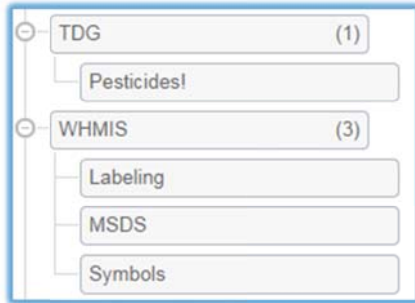 TDG (1)
Pesticides!
WHMIS (3)
Labeling
MSDS
Symbols